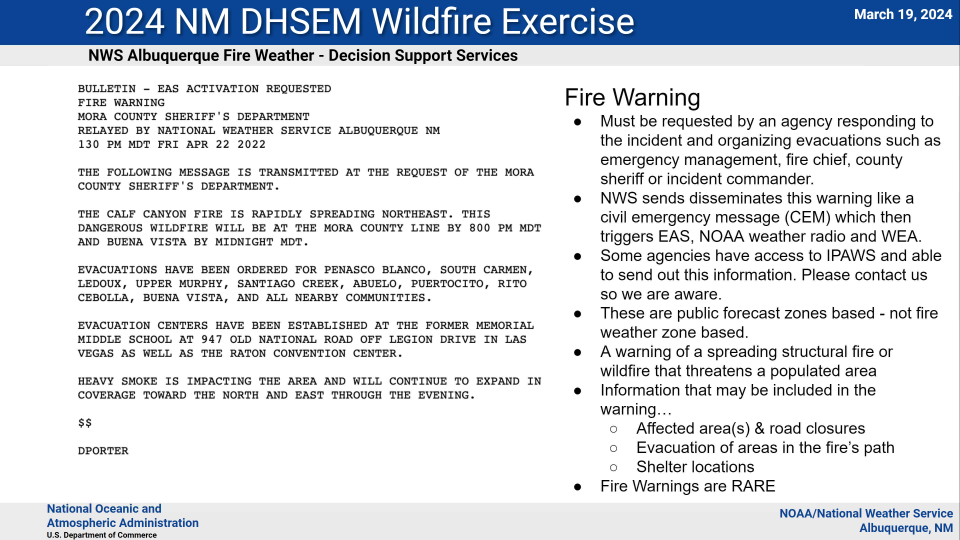 2024 NM DHSEM Wildfire Exercise
March 19, 2024
NWS Albuquerque Fire Weather - Decision Support Services
BULLETIN - EAS ACTIVATION REQUESTED
FIRE WARNING
MORA COUNTY SHERIFF'S DEPARTMENT
RELAYED BY NATIONAL WEATHER SERVICE ALBUQUERQUE NM
130 PM MDT FRI APR 22 2022
THE FOLLOWING MESSAGE IS TRANSMITTED AT THE REQUEST OF THE MORA
COUNTY SHERIFF'S DEPARTMENT.
THE CALF CANYON FIRE IS RAPIDLY SPREADING NORTHEAST. THIS
DANGEROUS WILDFIRE WILL BE AT THE MORA COUNTY LINE BY 800 PM MDT
AND BUENA VISTA BY MIDNIGHT MDT.
EVACUATIONS HAVE BEEN ORDERED FOR PENASCO BLANCO, SOUTH CARMEN,
LEDOUX, UPPER MURPHY, SANTIAGO CREEK, ABUELO, PUERTOCITO, RITO
CEBOLLA, BUENA VISTA, AND ALL NEARBY COMMUNITIES.
EVACUATION CENTERS HAVE BEEN ESTABLISHED AT THE FORMER MEMORIAL
MIDDLE SCHOOL AT 947 OLD NATIONAL ROAD OFF LEGION DRIVE IN LAS
VEGAS AS WELL AS THE RATON CONVENTION CENTER.
HEAVY SMOKE IS IMPACTING THE AREA AND WILL CONTINUE TO EXPAND IN
COVERAGE TOWARD THE NORTH AND EAST THROUGH THE EVENING.
$$
DPORTER
Fire Warning
● Must be requested by an agency responding to
the incident and organizing evacuations such as
emergency management, fire chief, county
sheriff or incident commander.
● NWS sends disseminates this warning like a
civil emergency message (CEM) which then
triggers EAS, NOAA weather radio and WEA.
● Some agencies have access to IPAWS and able
to send out this information. Please contact us
so we are aware.
● These are public forecast zones based - not fire
weather zone based.
● A warning of a spreading structural fire or
wildfire that threatens a populated area
● Information that may be included in the
warning…
○ Affected area(s) & road closures
○ Evacuation of areas in the fire's path
○ Shelter locations
● Fire Warnings are RARE
National Oceanic and
Atmospheric Administration
U.S. Department of Commerce
NOAA/National Weather Service
Albuquerque, NM